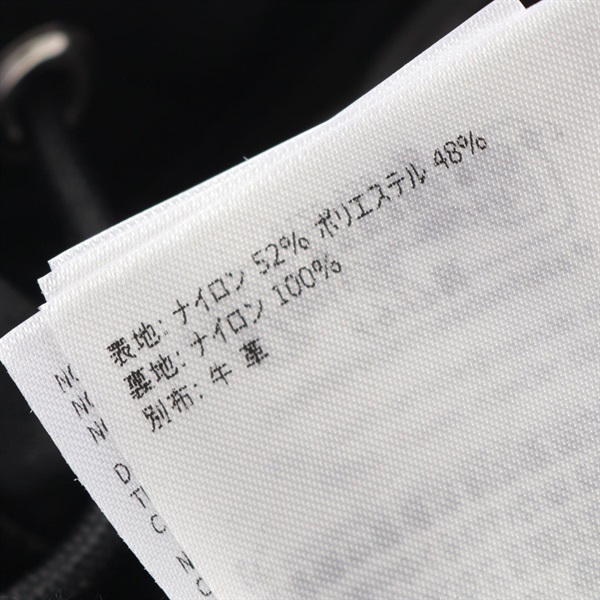 表地: ナイロン 52% ポリエステル 48%
裏地: ナイロン 100%
別布: 牛 革